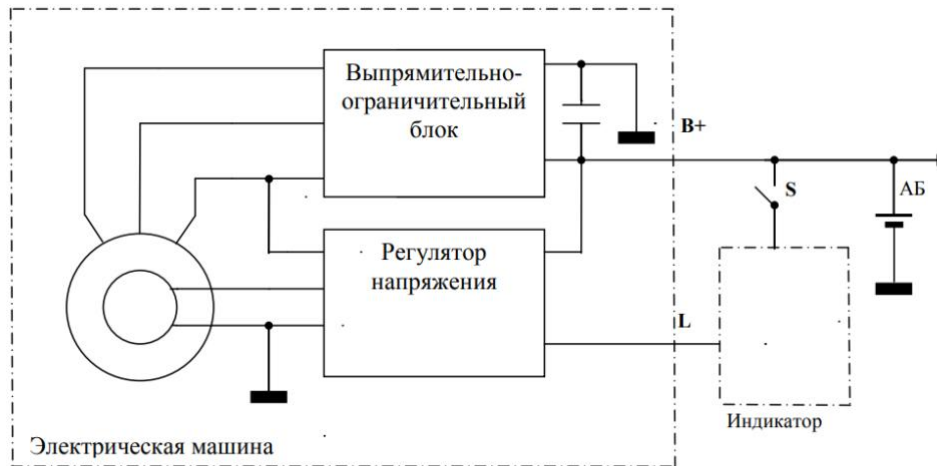 Выпрямительно-
ограничительный
блок
B+
S
АБ
Регулятор
напряжения
L
Индикатор
Электрическая машина